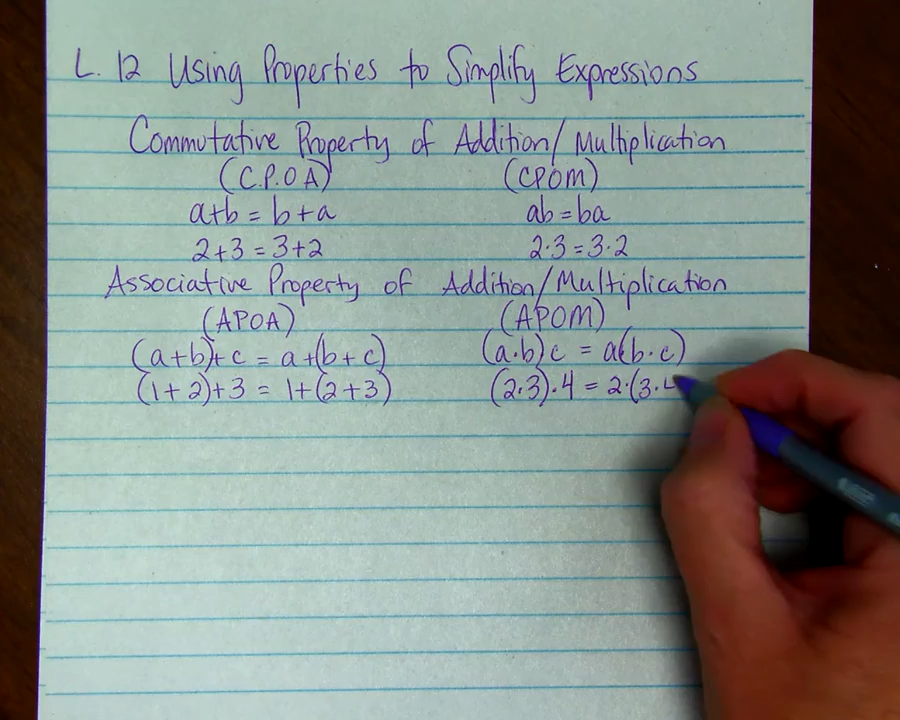 L. 12 Using Properties to Simplify Expressions
Commutative Property of Addition/Multiplication
(C.P.O A) (CPOM)
a+b = b+a ab = ba
2+3 = 3+2 2·3 = 3·2
Associative Property of Addition/Multiplication
(APOA) (APOM)
(a+b)+c = a+(b+c) (a·b)c = a(b·c)
(1+2)+3 = 1+(2+3) (2·3)·4 = 2·(3·4